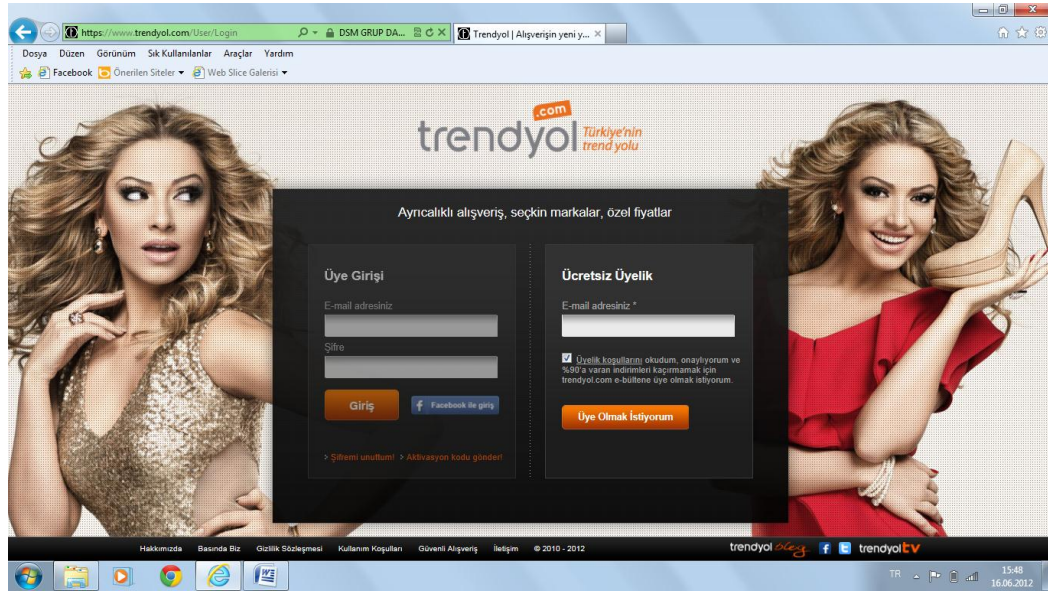 https://www.trendyol.com/User/Login
DSM GRUP DA...
Trendyol | Alışverişin yeni y...
Dosya Düzen Görünüm Sık Kullanılanlar Araçlar Yardım
Facebook Önerilen Siteler Web Slice Galerisi
.com
trendyol Türkiye'nin
trend yolu
Ayrıcalıklı alışveriş, seçkin markalar, özel fiyatlar
Üye Girişi
E-mail adresiniz
Şifre
Giriş
f Facebook ile giriş
> Şifremi unuttum! > Aktivasyon kodu gönder!
Ücretsiz Üyelik
E-mail adresiniz *
Üyelik koşullarını okudum, onaylıyorum ve
%90'a varan indirimleri kaçırmamak için
trendyol.com e-bültene üye olmak istiyorum.
Üye Olmak İstiyorum
Hakkımızda Basında Biz Gizlilik Sözleşmesi Kullanım Koşulları Güvenli Alışveriş İletişim © 2010 - 2012
trendyol blog f t trendyol tv
TR
15:48
16.06.2012